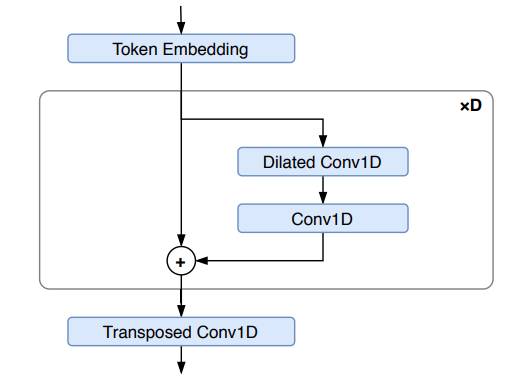 Token Embedding
×D
Dilated Conv1D
Conv1D
+
Transposed Conv1D